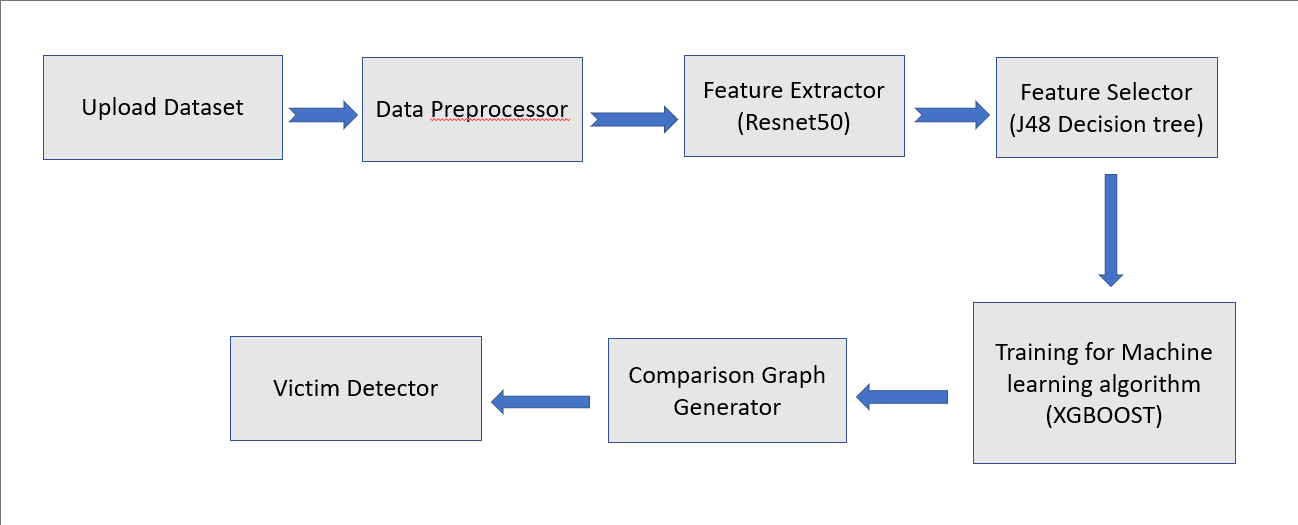 Upload Dataset
Data Preprocessor
Feature Extractor
(Resnet50)
Feature Selector
(J48 Decision tree)
Training for Machine
learning algorithm
(XGBOOST)
Comparison Graph
Generator
Victim Detector